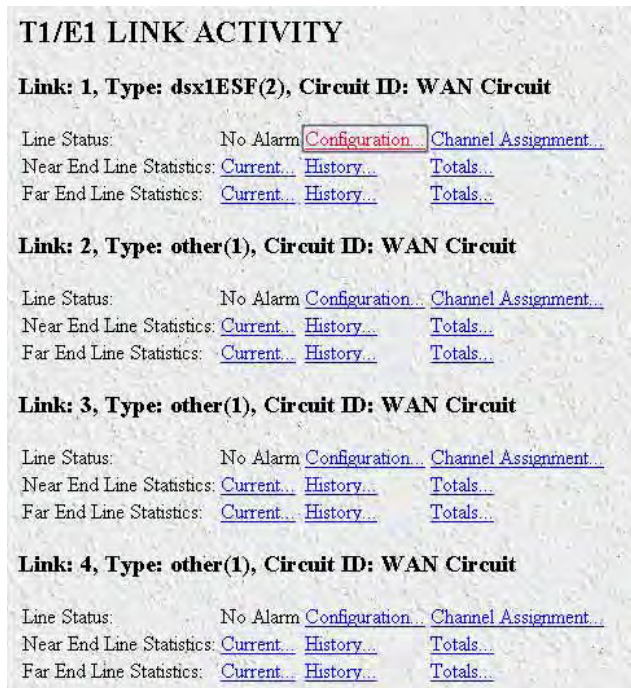 T1/E1 LINK ACTIVITY
Link: 1, Type: dsx1ESF(2), Circuit ID: WAN Circuit
Line Status: No Alarm Configuration... Channel Assignment...
Near End Line Statistics: Current... History... Totals...
Far End Line Statistics: Current... History... Totals...
Link: 2, Type: other(1), Circuit ID: WAN Circuit
Line Status: No Alarm Configuration... Channel Assignment...
Near End Line Statistics: Current... History... Totals...
Far End Line Statistics: Current... History... Totals...
Link: 3, Type: other(1), Circuit ID: WAN Circuit
Line Status: No Alarm Configuration... Channel Assignment...
Near End Line Statistics: Current... History... Totals...
Far End Line Statistics: Current... History... Totals...
Link: 4, Type: other(1), Circuit ID: WAN Circuit
Line Status: No Alarm Configuration... Channel Assignment...
Near End Line Statistics: Current... History... Totals...
Far End Line Statistics: Current... History... Totals...